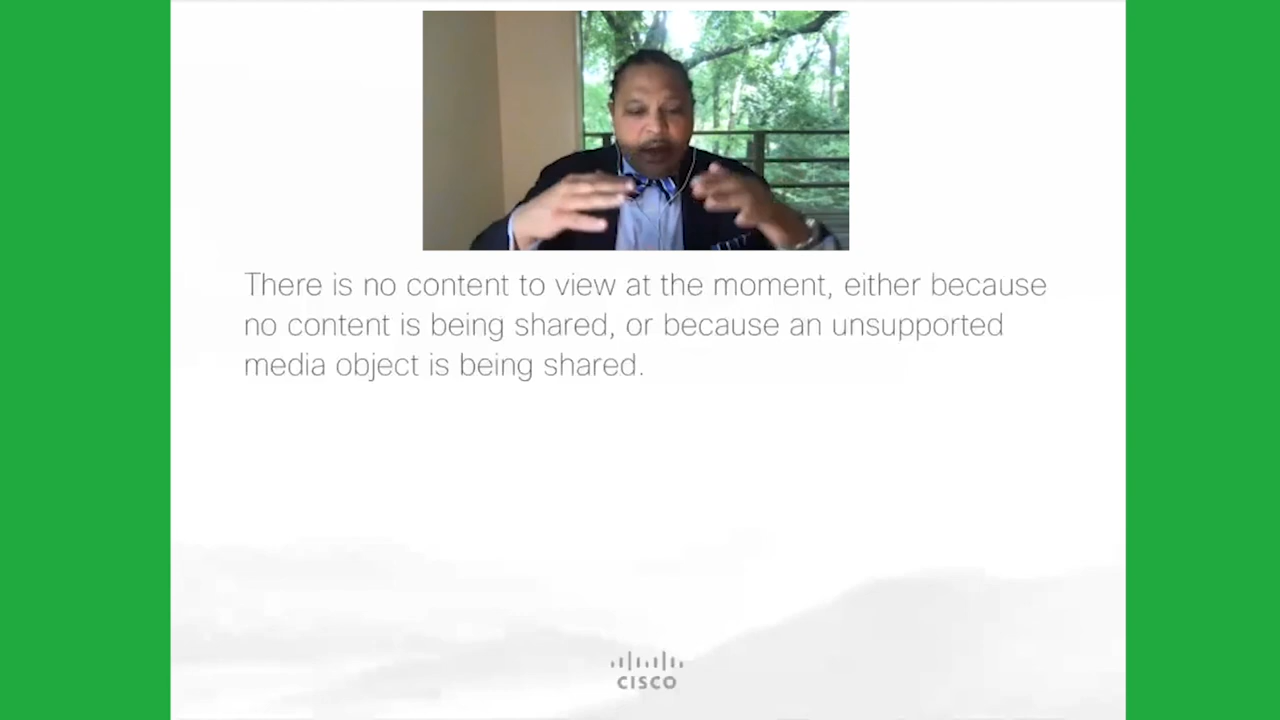 There is no content to view at the moment, either because
no content is being shared, or because an unsupported
media object is being shared.
CISCO